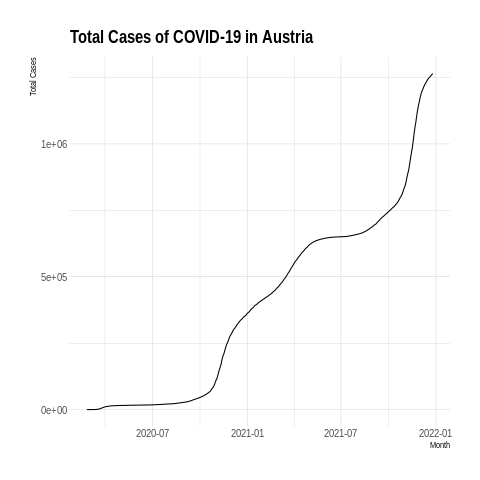 Total Cases of COVID-19 in Austria
Total Cases
1e+06
5e+05
0e+00
2020-07 2021-01 2021-07 2022-01
Month